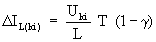 ΔI_L(ki) = U_ki / L T (1 − γ)